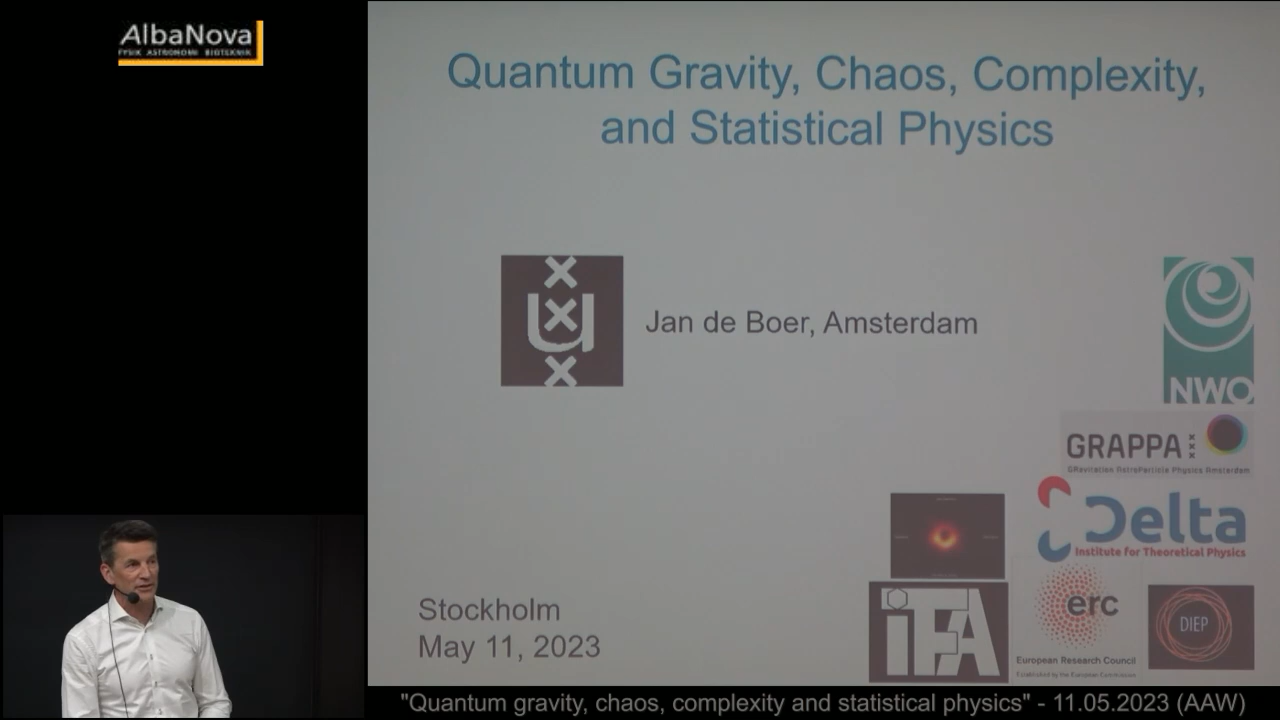 AlbaNova
FYSIK ASTRONOMI BIOTEKNIK
Quantum Gravity, Chaos, Complexity,
and Statistical Physics
U
Jan de Boer, Amsterdam
NWO
GRAPPA
GRavitation AstroParticle Physics Amsterdam
Delta
Institute for Theoretical Physics
iTFA
erc
European Research Council
Established by the European Commission
DIEP
Stockholm
May 11, 2023
"Quantum gravity, chaos, complexity and statistical physics" - 11.05.2023 (AAW)